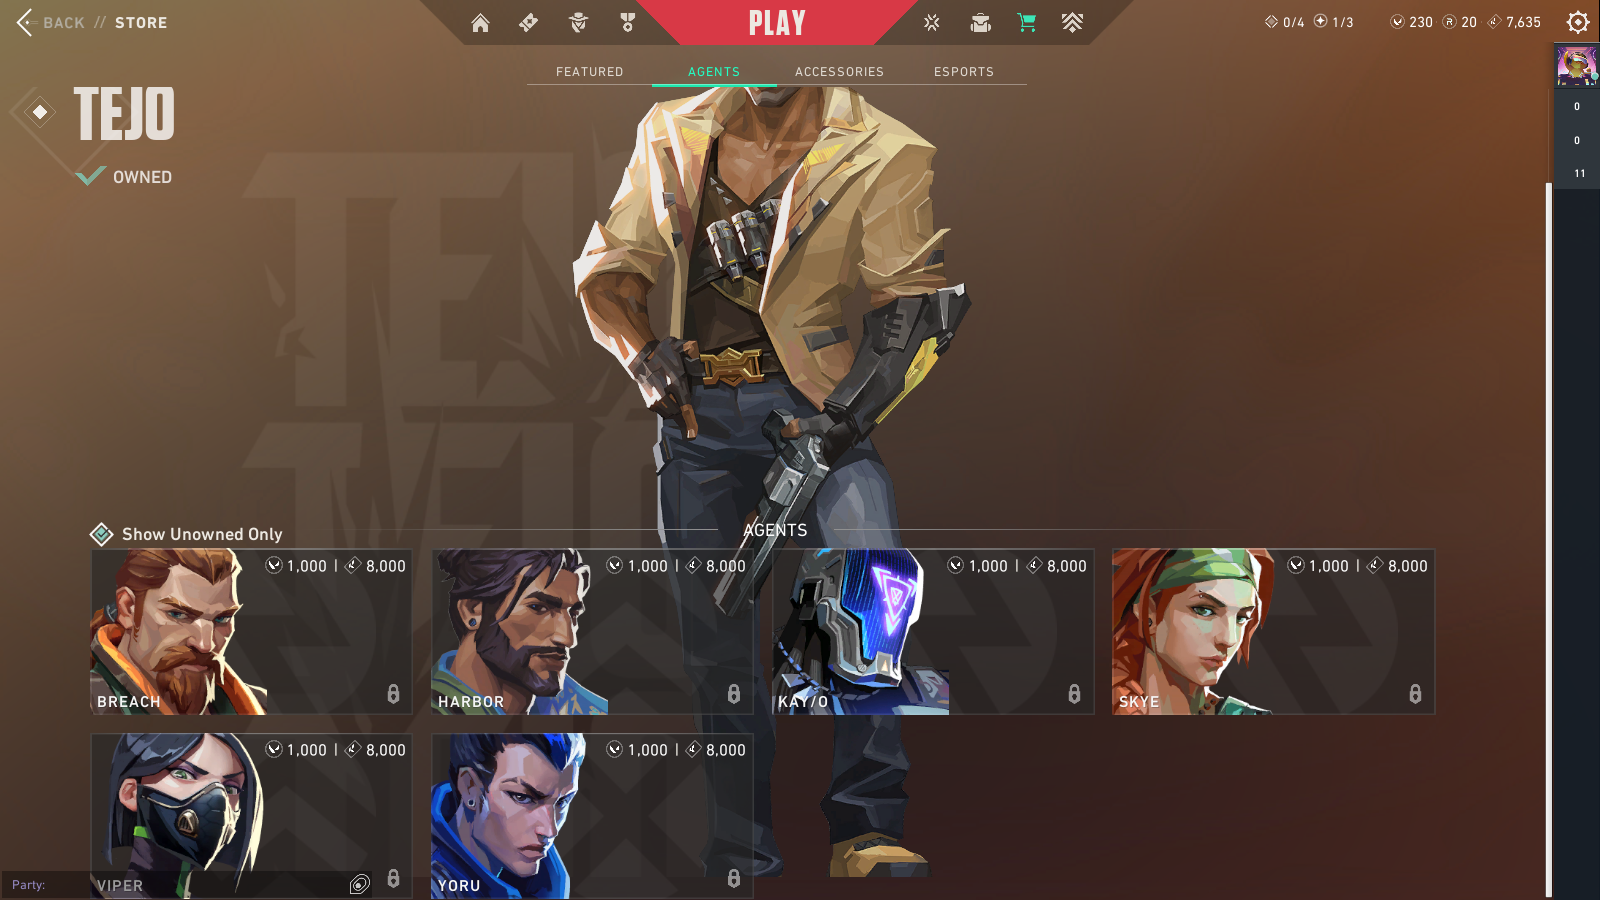 BACK // STORE
PLAY
0/4 1/3 230 R 20 7,635
FEATURED AGENTS ACCESSORIES ESPORTS
TEJO
OWNED
0
0
11
Show Unowned Only
AGENTS
1,000 | 8,000
BREACH
1,000 | 8,000
HARBOR
1,000 | 8,000
KAY/O
1,000 | 8,000
SKYE
1,000 | 8,000
VIPER
1,000 | 8,000
YORU
Party: